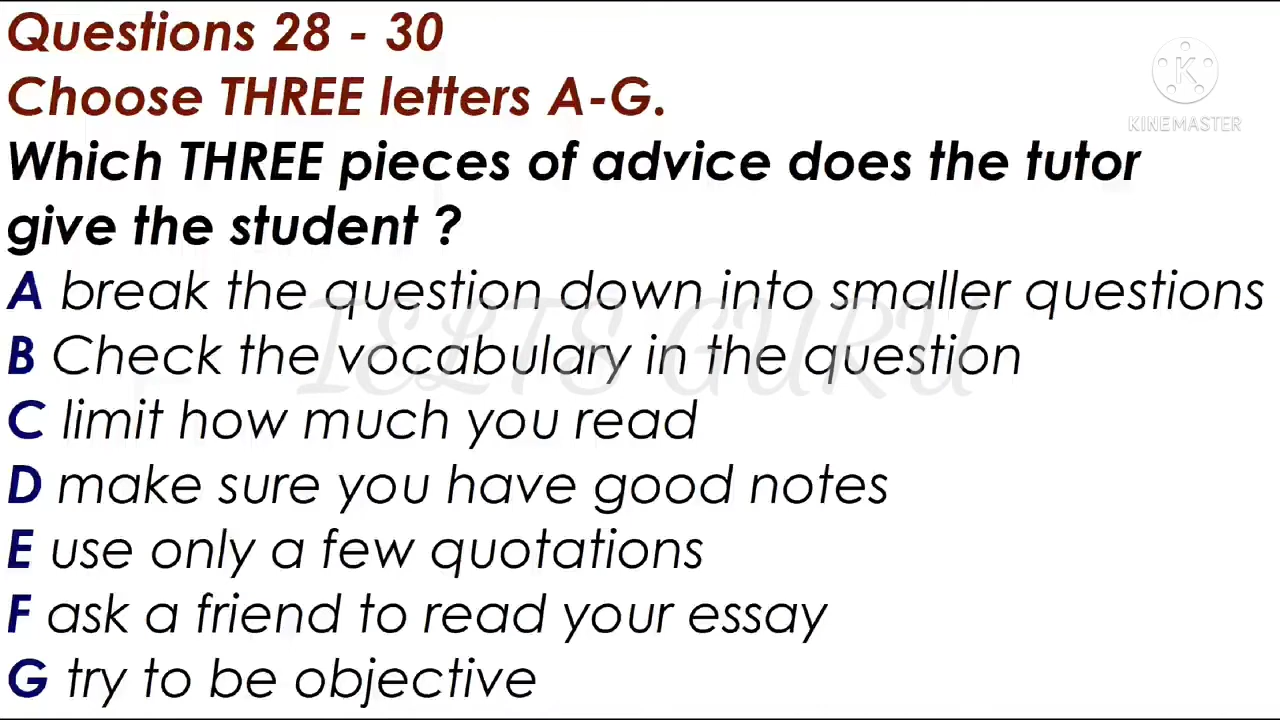 Questions 28 - 30
Choose THREE letters A-G.
K
KINEMASTER
Which THREE pieces of advice does the tutor
give the student ?
A break the question down into smaller questions
B Check the vocabulary in the question
IELTS GURU
C limit how much you read
D make sure you have good notes
E use only a few quotations
F ask a friend to read your essay
G try to be objective